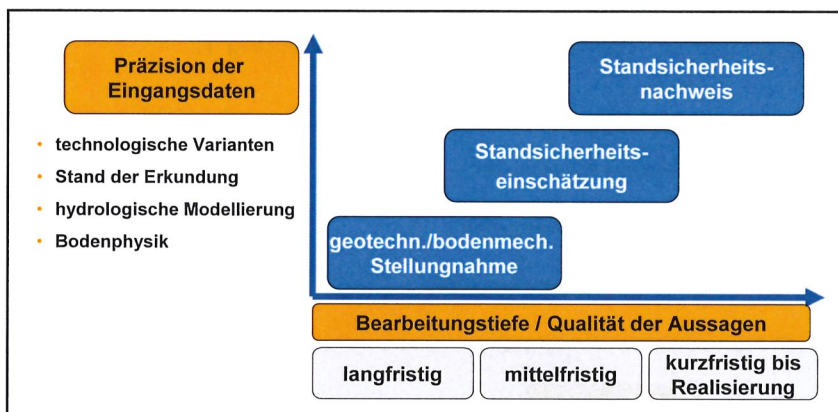 Präzision der
Eingangsdaten
• technologische Varianten
• Stand der Erkundung
• hydrologische Modellierung
• Bodenphysik
Standsicherheits-
nachweis
Standsicherheits-
einschätzung
geotechn./bodenmech.
Stellungnahme
Bearbeitungstiefe / Qualität der Aussagen
langfristig
mittelfristig
kurzfristig bis
Realisierung